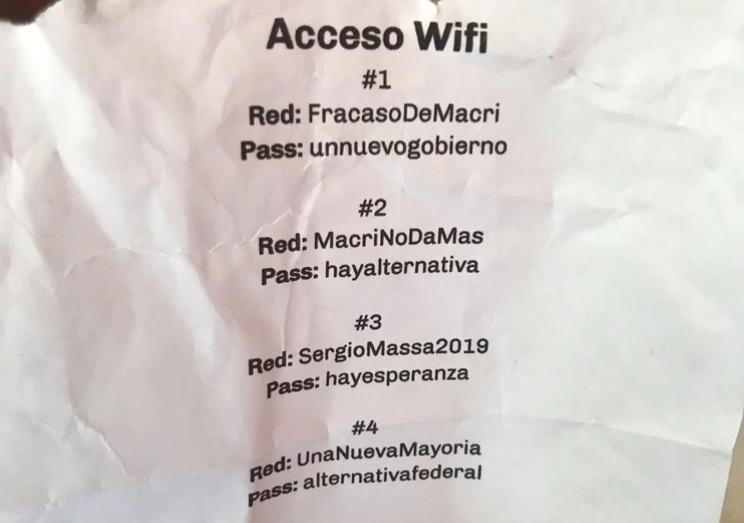 Acceso Wifi
#1
Red: FracasoDeMacri
Pass: unnuevogobierno
#2
Red: MacriNoDaMas
Pass: hayalternativa
#3
Red: SergioMassa2019
Pass: hayesperanza
#4
Red: UnaNuevaMayoria
Pass: alternativafederal